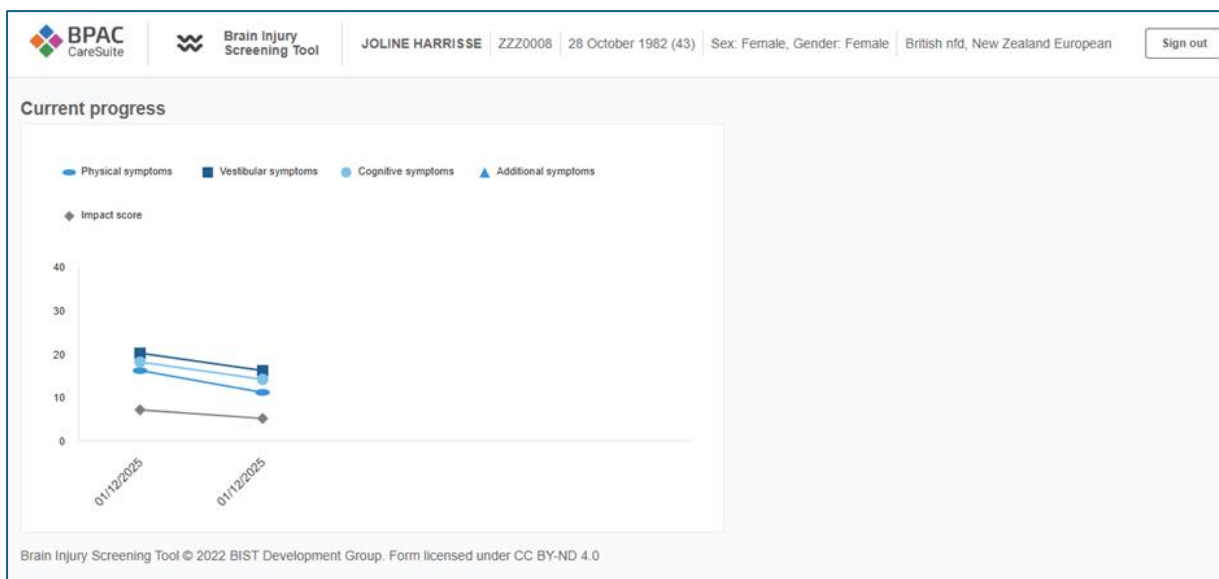 BPAC
CareSuite
Brain Injury
Screening Tool
JOLINE HARRISSE ZZZ0008 28 October 1982 (43) Sex: Female, Gender: Female British nfd, New Zealand European
Sign out
Current progress
Physical symptoms Vestibular symptoms Cognitive symptoms Additional symptoms
Impact score
40
30
20
10
0
01/12/2025 01/12/2025
Brain Injury Screening Tool © 2022 BIST Development Group. Form licensed under CC BY-ND 4.0